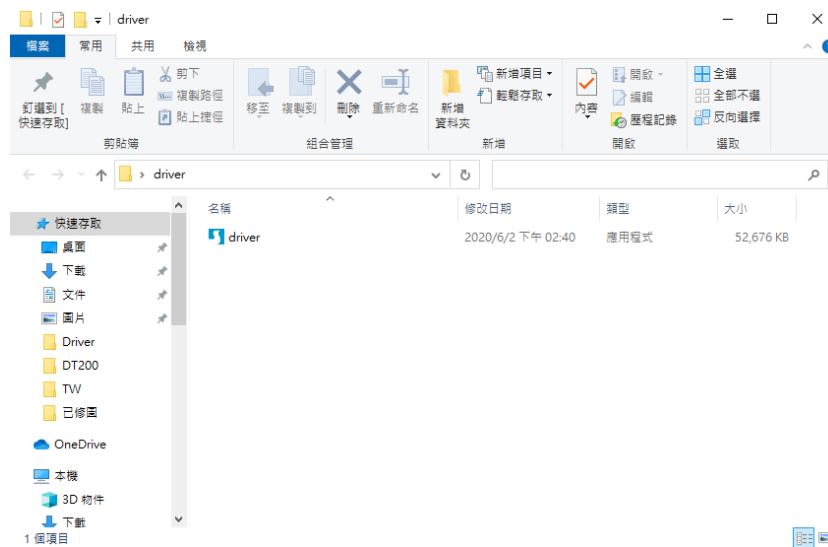 driver
檔案 常用 共用 檢視
釘選到 [快速存取]
複製
貼上
剪下
複製路徑
貼上捷徑
移至
複製到
刪除
重新命名
新增資料夾
新增項目
輕鬆存取
內容
開啟
編輯
歷程記錄
全選
全部不選
反向選擇
剪貼簿 組合管理 新增 開啟 選取
driver
名稱 修改日期 類型 大小
driver 2020/6/2 下午 02:40 應用程式 52,676 KB
快速存取
桌面
下載
文件
圖片
Driver
DT200
TW
已修圖
OneDrive
本機
3D 物件
下載
1 個項目